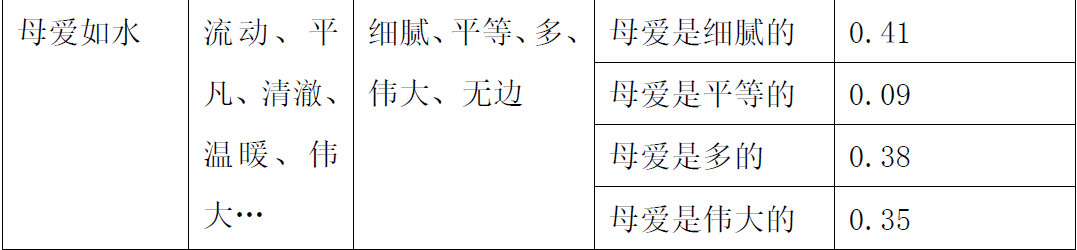 母爱如水
流动、平
凡、清澈、
温暖、伟
大…
细腻、平等、多、
伟大、无边
母爱是细腻的 0.41
母爱是平等的 0.09
母爱是多的 0.38
母爱是伟大的 0.35